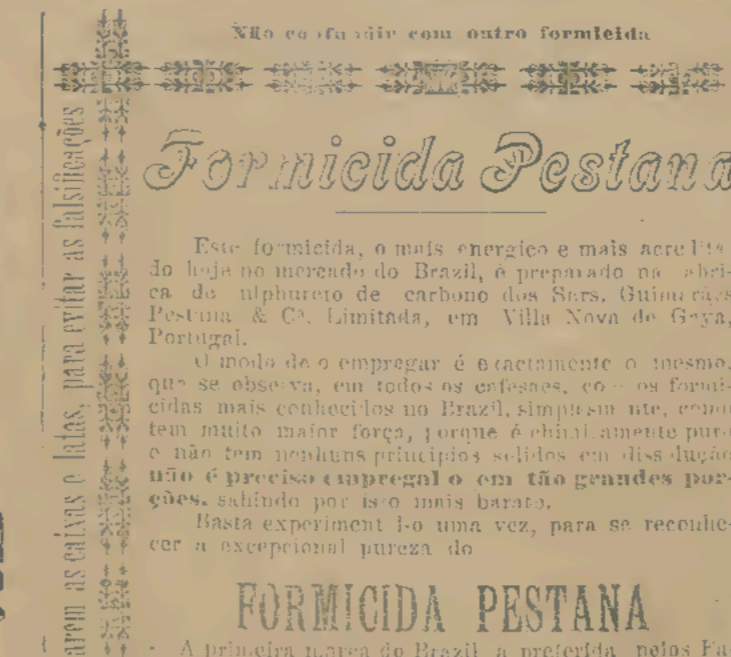 Não confundir com outro formicida
Formicida Pestana
Este formicida, o mais energico e mais acredita-
do hoje no mercado do Brazil, é preparado na fabri-
ca de sulphureto de carbono dos Snrs. Guimarães
Pestana & Cª. Limitada, em Villa Nova de Gaya,
Portugal.
O modo de o empregar é exactamente o mesmo,
que se observa, em todos os cafesaes, com os formi-
cidas mais conhecidos no Brazil, simplesmente, como
tem muito maior força, porque é chimicamente puro
e não tem nenhuns principios solidos em dissolução
não é preciso empregal o em tão grandes por-
ções, sahindo por isso mais barato.
Basta experimental-o uma vez, para se reconhe-
cer a excepcional pureza do
FORMICIDA PESTANA
A primeira marca do Brazil a preferida pelos Fa-
arem as caixas e latas, para evitar as falsificações